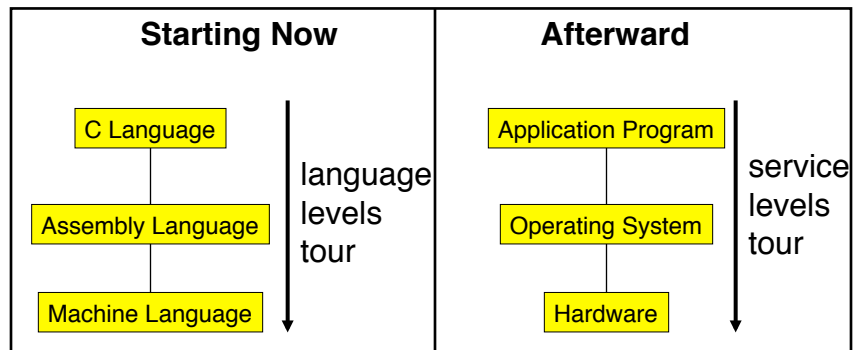 Starting Now
C Language
Assembly Language
Machine Language
language
levels
tour
Afterward
Application Program
Operating System
Hardware
service
levels
tour